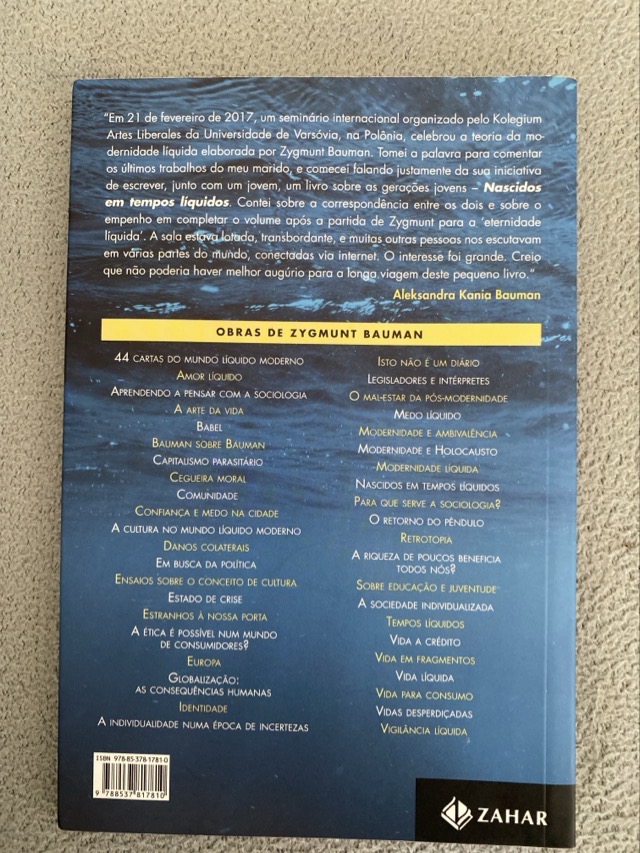 "Em 21 de fevereiro de 2017, um seminário internacional organizado pelo Kolegium
Artes Liberales da Universidade de Varsóvia, na Polônia, celebrou a teoria da mo-
dernidade líquida elaborada por Zygmunt Bauman. Tomei a palavra para comentar
os últimos trabalhos do meu marido, e comecei falando justamente da sua iniciativa
de escrever, junto com um jovem, um livro sobre as gerações jovens – Nascidos
em tempos líquidos. Contei sobre a correspondência entre os dois e sobre o
empenho em completar o volume após a partida de Zygmunt para a 'eternidade
líquida'. A sala estava lotada, transbordante, e muitas outras pessoas nos escutavam
em várias partes do mundo, conectadas via internet. O interesse foi grande. Creio
que não poderia haver melhor augúrio para a longa viagem deste pequeno livro."
Aleksandra Kania Bauman
OBRAS DE ZYGMUNT BAUMAN
44 CARTAS DO MUNDO LÍQUIDO MODERNO
AMOR LÍQUIDO
APRENDENDO A PENSAR COM A SOCIOLOGIA
A ARTE DA VIDA
BABEL
BAUMAN SOBRE BAUMAN
CAPITALISMO PARASITÁRIO
CEGUEIRA MORAL
COMUNIDADE
CONFIANÇA E MEDO NA CIDADE
A CULTURA NO MUNDO LÍQUIDO MODERNO
DANOS COLATERAIS
EM BUSCA DA POLÍTICA
ENSAIOS SOBRE O CONCEITO DE CULTURA
ESTADO DE CRISE
ESTRANHOS À NOSSA PORTA
A ÉTICA É POSSÍVEL NUM MUNDO
DE CONSUMIDORES?
EUROPA
GLOBALIZAÇÃO:
AS CONSEQUÊNCIAS HUMANAS
IDENTIDADE
A INDIVIDUALIDADE NUMA ÉPOCA DE INCERTEZAS
ISTO NÃO É UM DIÁRIO
LEGISLADORES E INTÉRPRETES
O MAL-ESTAR DA PÓS-MODERNIDADE
MEDO LÍQUIDO
MODERNIDADE E AMBIVALÊNCIA
MODERNIDADE E HOLOCAUSTO
MODERNIDADE LÍQUIDA
NASCIDOS EM TEMPOS LÍQUIDOS
PARA QUE SERVE A SOCIOLOGIA?
O RETORNO DO PÊNDULO
RETROTOPIA
A RIQUEZA DE POUCOS BENEFICIA
TODOS NÓS?
SOBRE EDUCAÇÃO E JUVENTUDE
A SOCIEDADE INDIVIDUALIZADA
TEMPOS LÍQUIDOS
VIDA A CRÉDITO
VIDA EM FRAGMENTOS
VIDA LÍQUIDA
VIDA PARA CONSUMO
VIDAS DESPERDIÇADAS
VIGILÂNCIA LÍQUIDA
ISBN 978-85-378-1781-0
9 788537 817810
ZAHAR